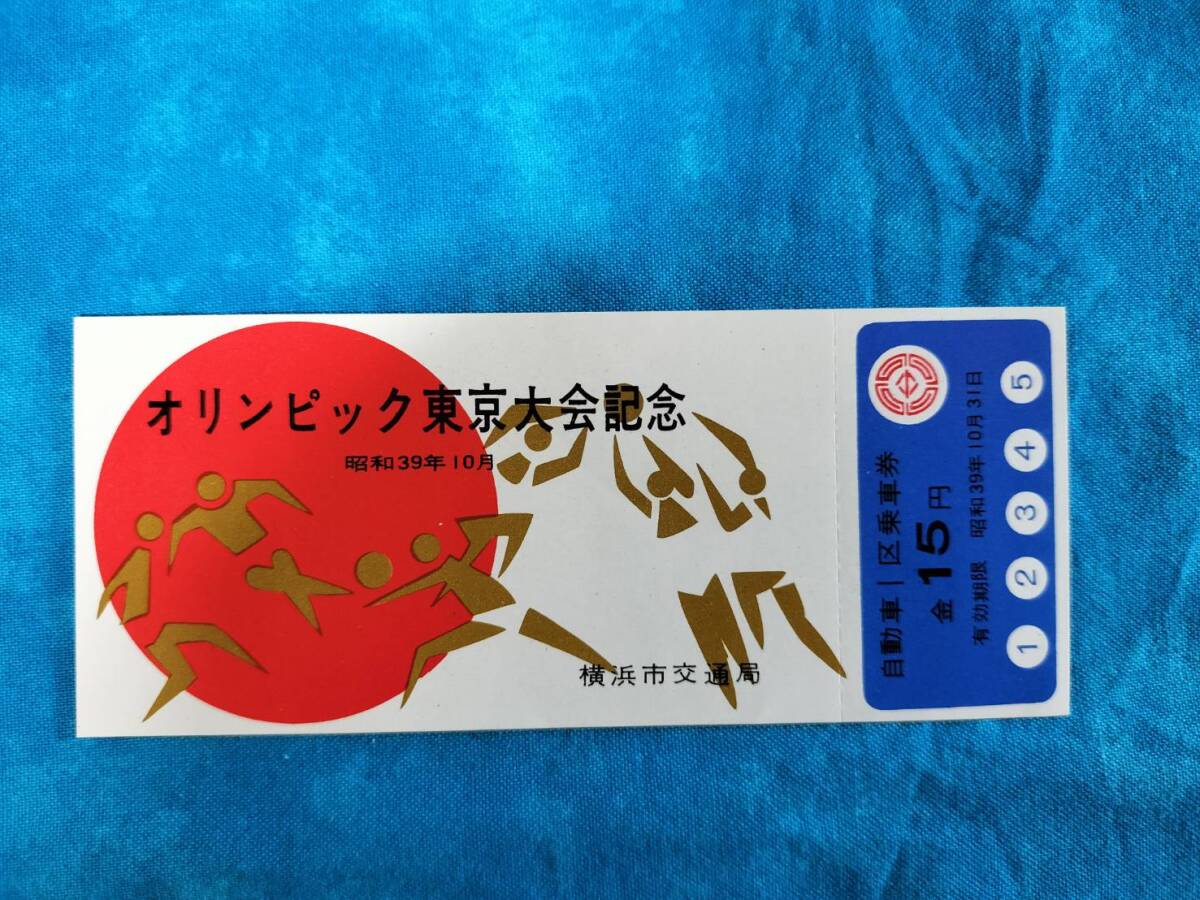 オリンピック東京大会記念
昭和39年10月
横浜市交通局
自動車1区乗車券
金15円
有効期限 昭和39年10月31日
1 2 3 4 5